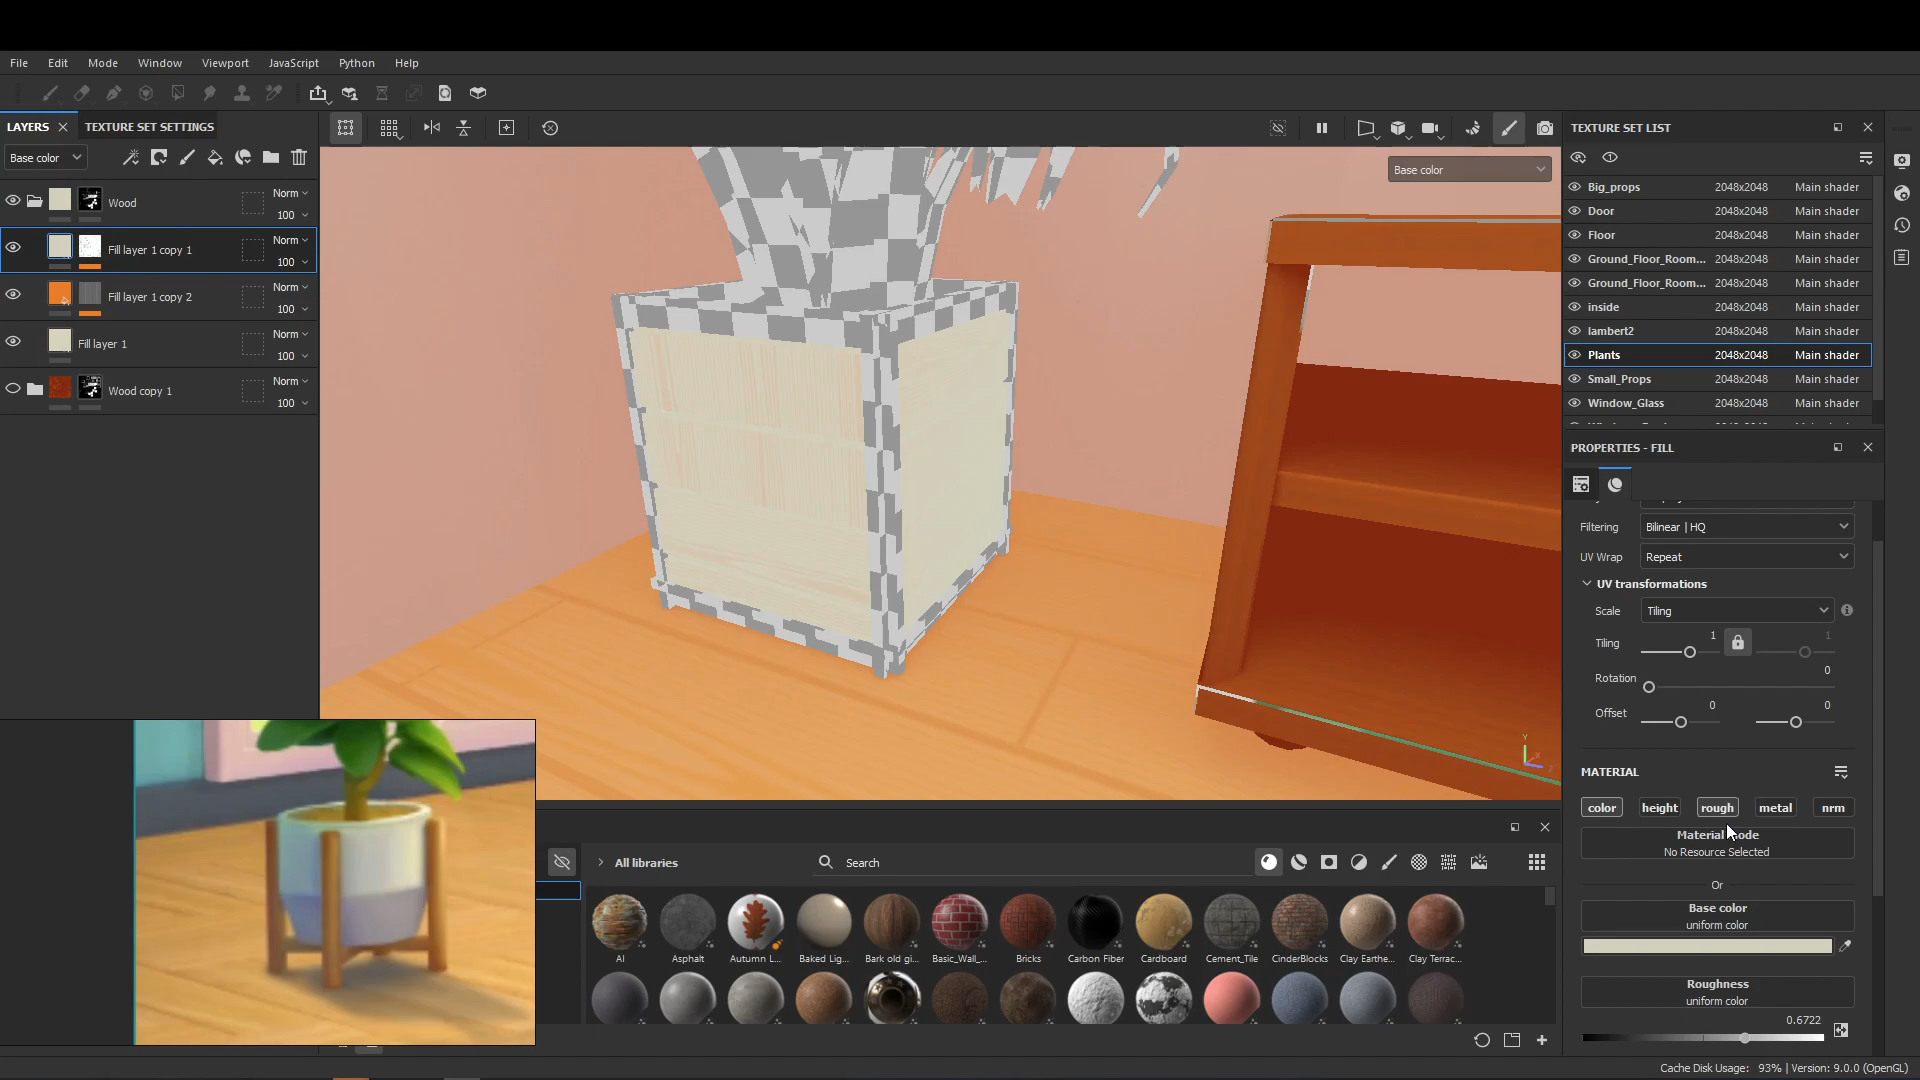 File Edit Mode Window Viewport JavaScript Python Help
LAYERS TEXTURE SET SETTINGS
Base color
Wood Norm 100
Fill layer 1 copy 1 Norm 100
Fill layer 1 copy 2 Norm 100
Fill layer 1 Norm 100
Wood copy 1 Norm 100
Base color
Y
TEXTURE SET LIST
Big_props 2048x2048 Main shader
Door 2048x2048 Main shader
Floor 2048x2048 Main shader
Ground_Floor_Room... 2048x2048 Main shader
Ground_Floor_Room... 2048x2048 Main shader
inside 2048x2048 Main shader
lambert2 2048x2048 Main shader
Plants 2048x2048 Main shader
Small_Props 2048x2048 Main shader
Window_Glass 2048x2048 Main shader
PROPERTIES - FILL
Filtering Bilinear | HQ
UV Wrap Repeat
UV transformations
Scale Tiling
Tiling 1 1
Rotation 0
Offset 0 0
MATERIAL
color height rough metal nrm
Material mode
No Resource Selected
Or
Base color
uniform color
Roughness
uniform color
0.6722
All libraries Search
AI Asphalt Autumn L... Baked Lig... Bark old gi... Basic_Wall_... Bricks Carbon Fiber Cardboard Cement_Tile CinderBlocks Clay Earthe... Clay Terrac...
Cache Disk Usage: 93% | Version: 9.0.0 (OpenGL)